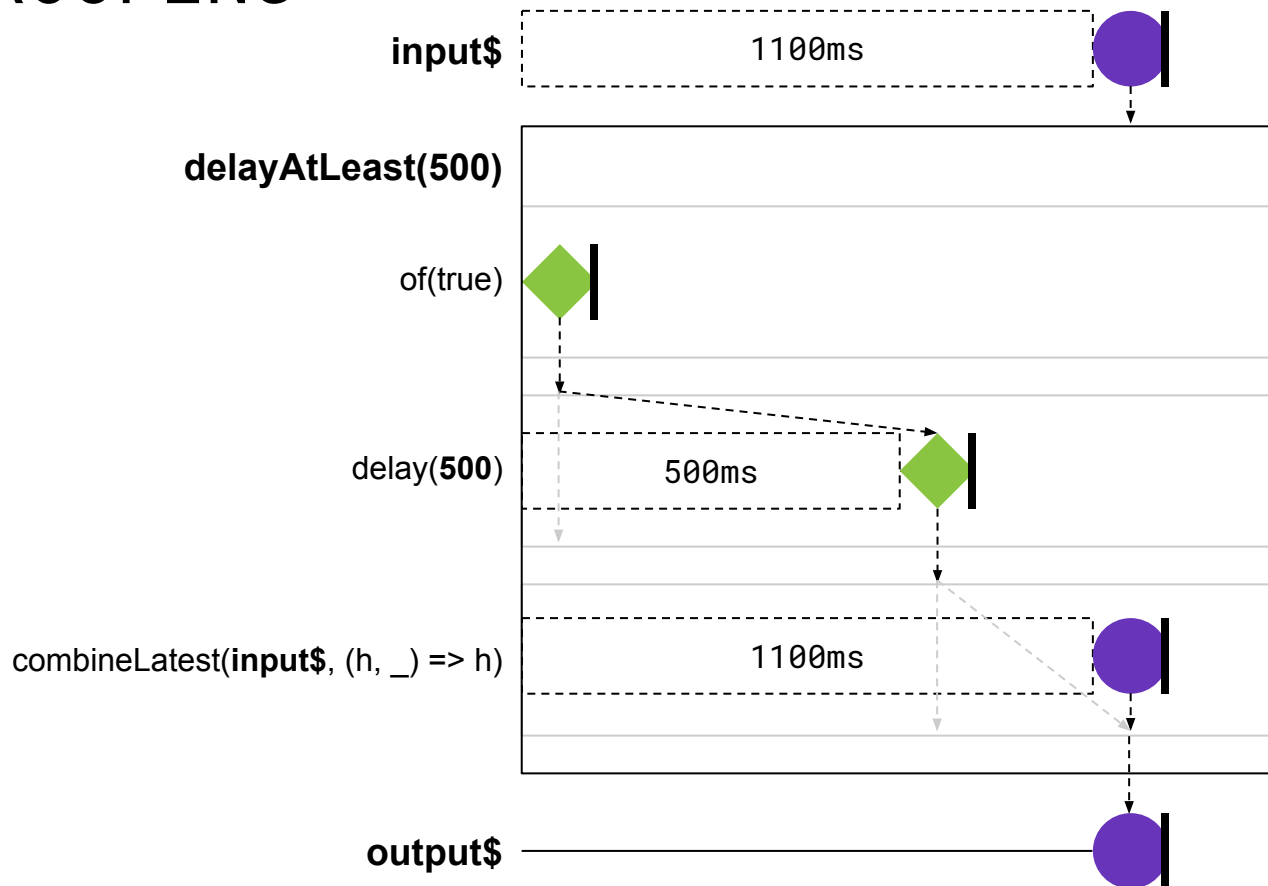 input$
1100ms
delayAtLeast(500)
of(true)
delay(500)
500ms
combineLatest(input$, (h, _) => h)
1100ms
output$